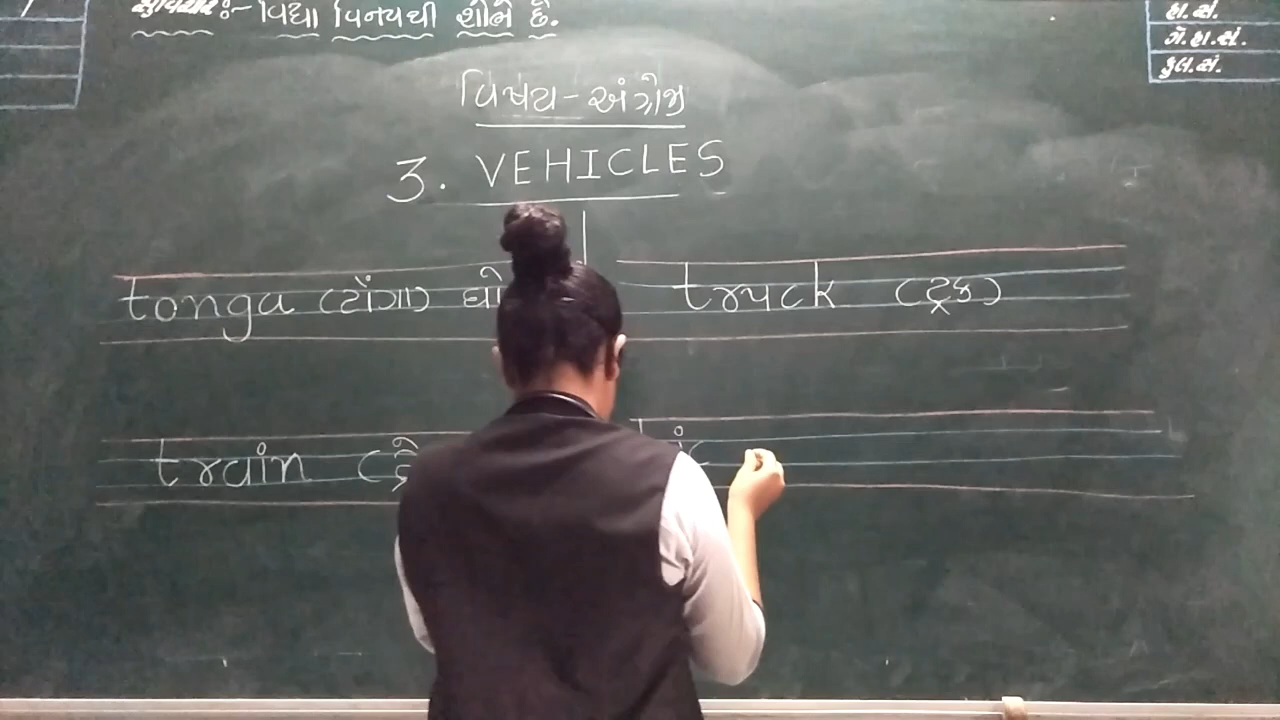 સુવિચાર :- વિદ્યા વિનયથી શોભે છે.
હા. સં.
ગે. હા. સં.
કુલ. સં.
વિષય - અંગ્રેજી
3. VEHICLES
tonga (ટોંગા)
truck (ટ્રક)
train